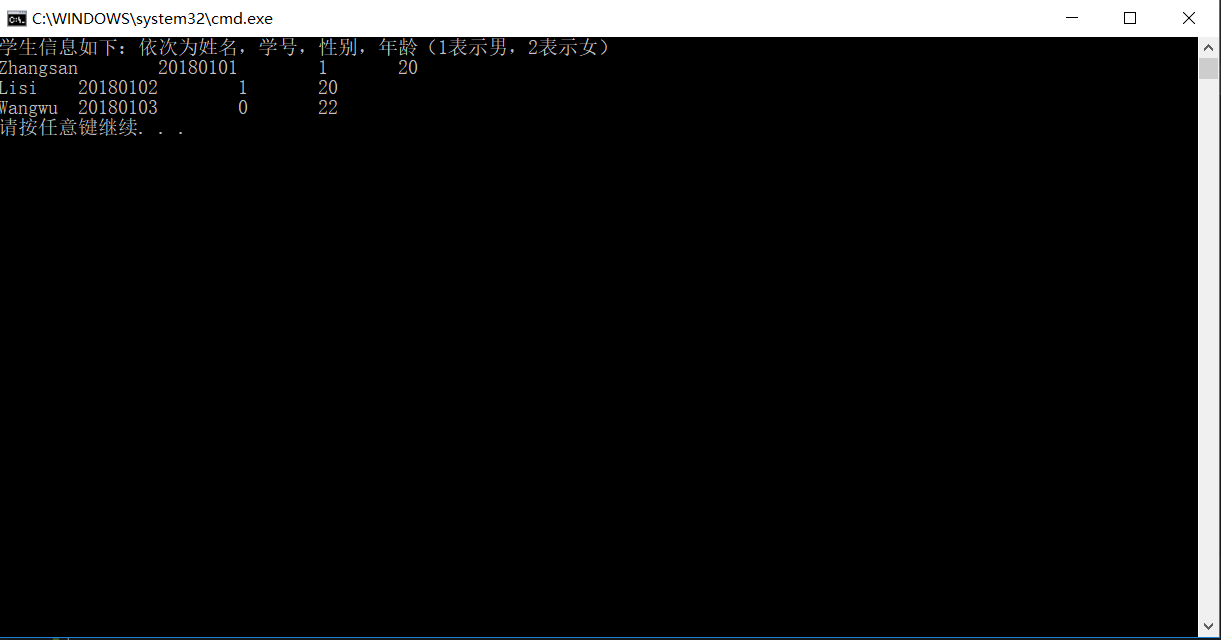 C:\WINDOWS\system32\cmd.exe
学生信息如下：依次为姓名，学号，性别，年龄（1表示男，2表示女）
Zhangsan 20180101 1 20
Lisi 20180102 1 20
Wangwu 20180103 0 22
请按任意键继续. . .